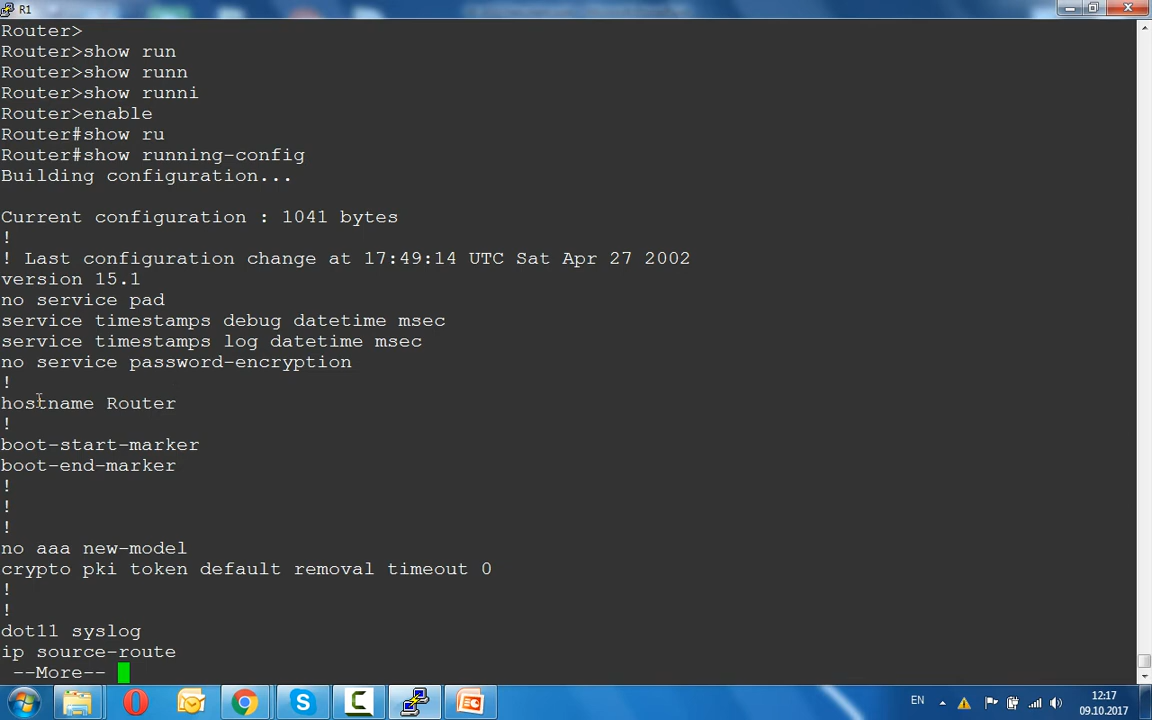 R1
Router>
Router>show run
Router>show runn
Router>show runni
Router>enable
Router#show ru
Router#show running-config
Building configuration...
Current configuration : 1041 bytes
!
! Last configuration change at 17:49:14 UTC Sat Apr 27 2002
version 15.1
no service pad
service timestamps debug datetime msec
service timestamps log datetime msec
no service password-encryption
!
hostname Router
!
boot-start-marker
boot-end-marker
!
!
!
no aaa new-model
crypto pki token default removal timeout 0
!
!
dot11 syslog
ip source-route
--More--
EN
12:17
09.10.2017